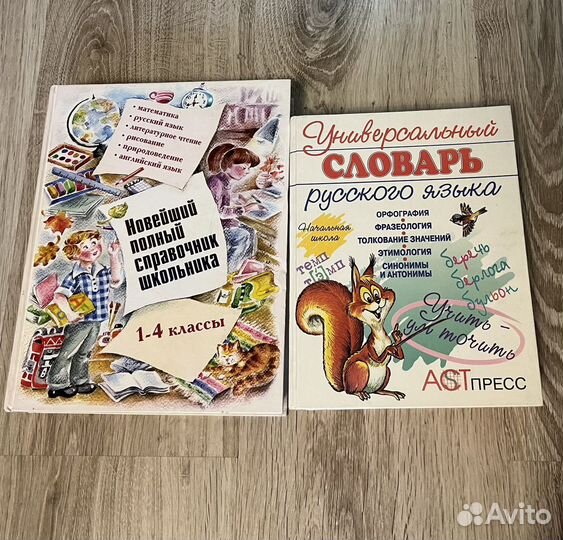 • математика
• русский язык
• литературное чтение
• рисование
• природоведение
• английский язык
Новейший
полный
справочник
школьника
1-4 классы
Универсальный
СЛОВАРЬ
русского языка
Начальная
школа
ОРФОГРАФИЯ
ФРАЗЕОЛОГИЯ
ТОЛКОВАНИЕ ЗНАЧЕНИЙ
ЭТИМОЛОГИЯ
СИНОНИМЫ
И АНТОНИМЫ
беречь
берлога
бульон
Учить –
ум точить
АСТ ПРЕСС
Avito